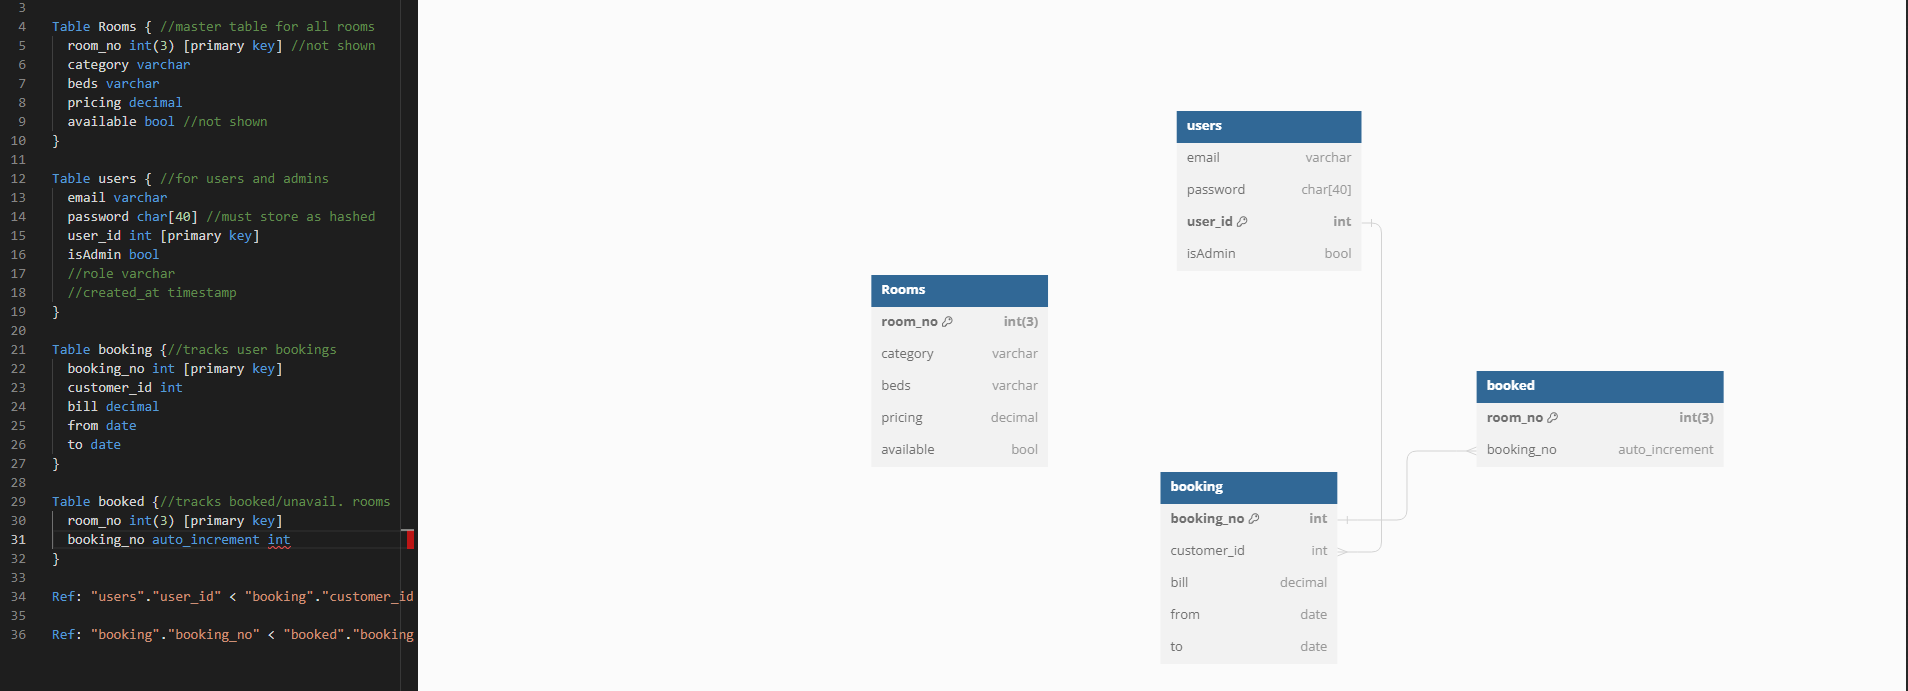 3
4 Table Rooms { //master table for all rooms
5 room_no int(3) [primary key] //not shown
6 category varchar
7 beds varchar
8 pricing decimal
9 available bool //not shown
10 }
11
12 Table users { //for users and admins
13 email varchar
14 password char[40] //must store as hashed
15 user_id int [primary key]
16 isAdmin bool
17 //role varchar
18 //created_at timestamp
19 }
20
21 Table booking {//tracks user bookings
22 booking_no int [primary key]
23 customer_id int
24 bill decimal
25 from date
26 to date
27 }
28
29 Table booked {//tracks booked/unavail. rooms
30 room_no int(3) [primary key]
31 booking_no auto_increment int
32 }
33
34 Ref: "users"."user_id" < "booking"."customer_id
35
36 Ref: "booking"."booking_no" < "booked"."booking
users
email varchar
password char[40]
user_id int
isAdmin bool
Rooms
room_no int(3)
category varchar
beds varchar
pricing decimal
available bool
booked
room_no int(3)
booking_no auto_increment
booking
booking_no int
customer_id int
bill decimal
from date
to date